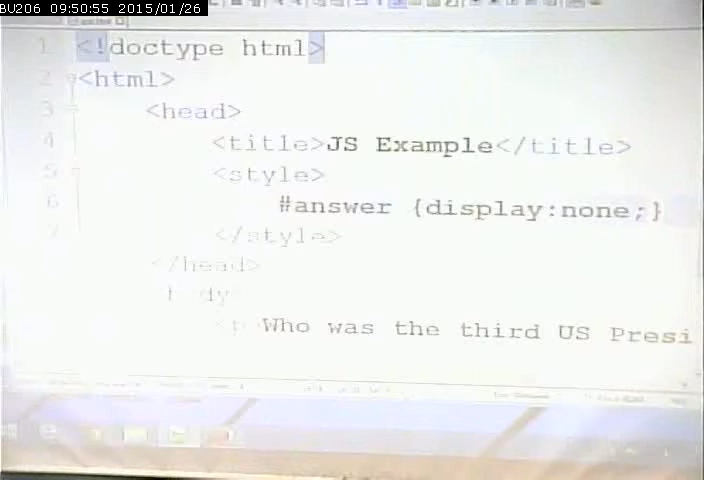 BU206 09:50:55 2015/01/26
1 <!doctype html>
2 <html>
3 <head>
4 <title>JS Example</title>
5 <style>
6 #answer {display:none;}
7 </style>
</head>
body
<p>Who was the third US Presi